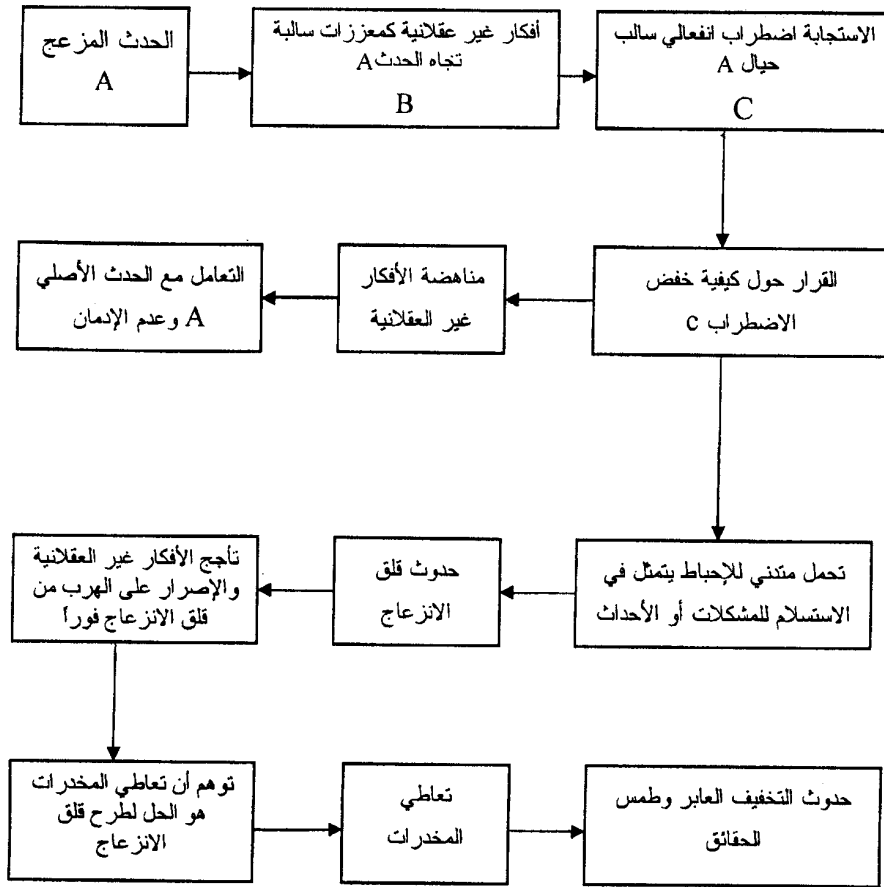 الحدث المزعج
A
أفكار غير عقلانية كمعززات سالبة
تجاه الحدث A
B
الاستجابة اضطراب انفعالي سالب
حيال A
C
القرار حول كيفية خفض
الاضطراب c
مناهضة الأفكار
غير العقلانية
التعامل مع الحدث الأصلي
A وعدم الإدمان
تحمل متدني للإحباط يتمثل في
الاستسلام للمشكلات أو الأحداث
حدوث قلق
الانزعاج
تأجج الأفكار غير العقلانية
والإصرار على الهرب من
قلق الانزعاج فوراً
توهم أن تعاطي المخدرات
هو الحل لطرح قلق
الانزعاج
تعاطي
المخدرات
حدوث التخفيف العابر وطمس
الحقائق